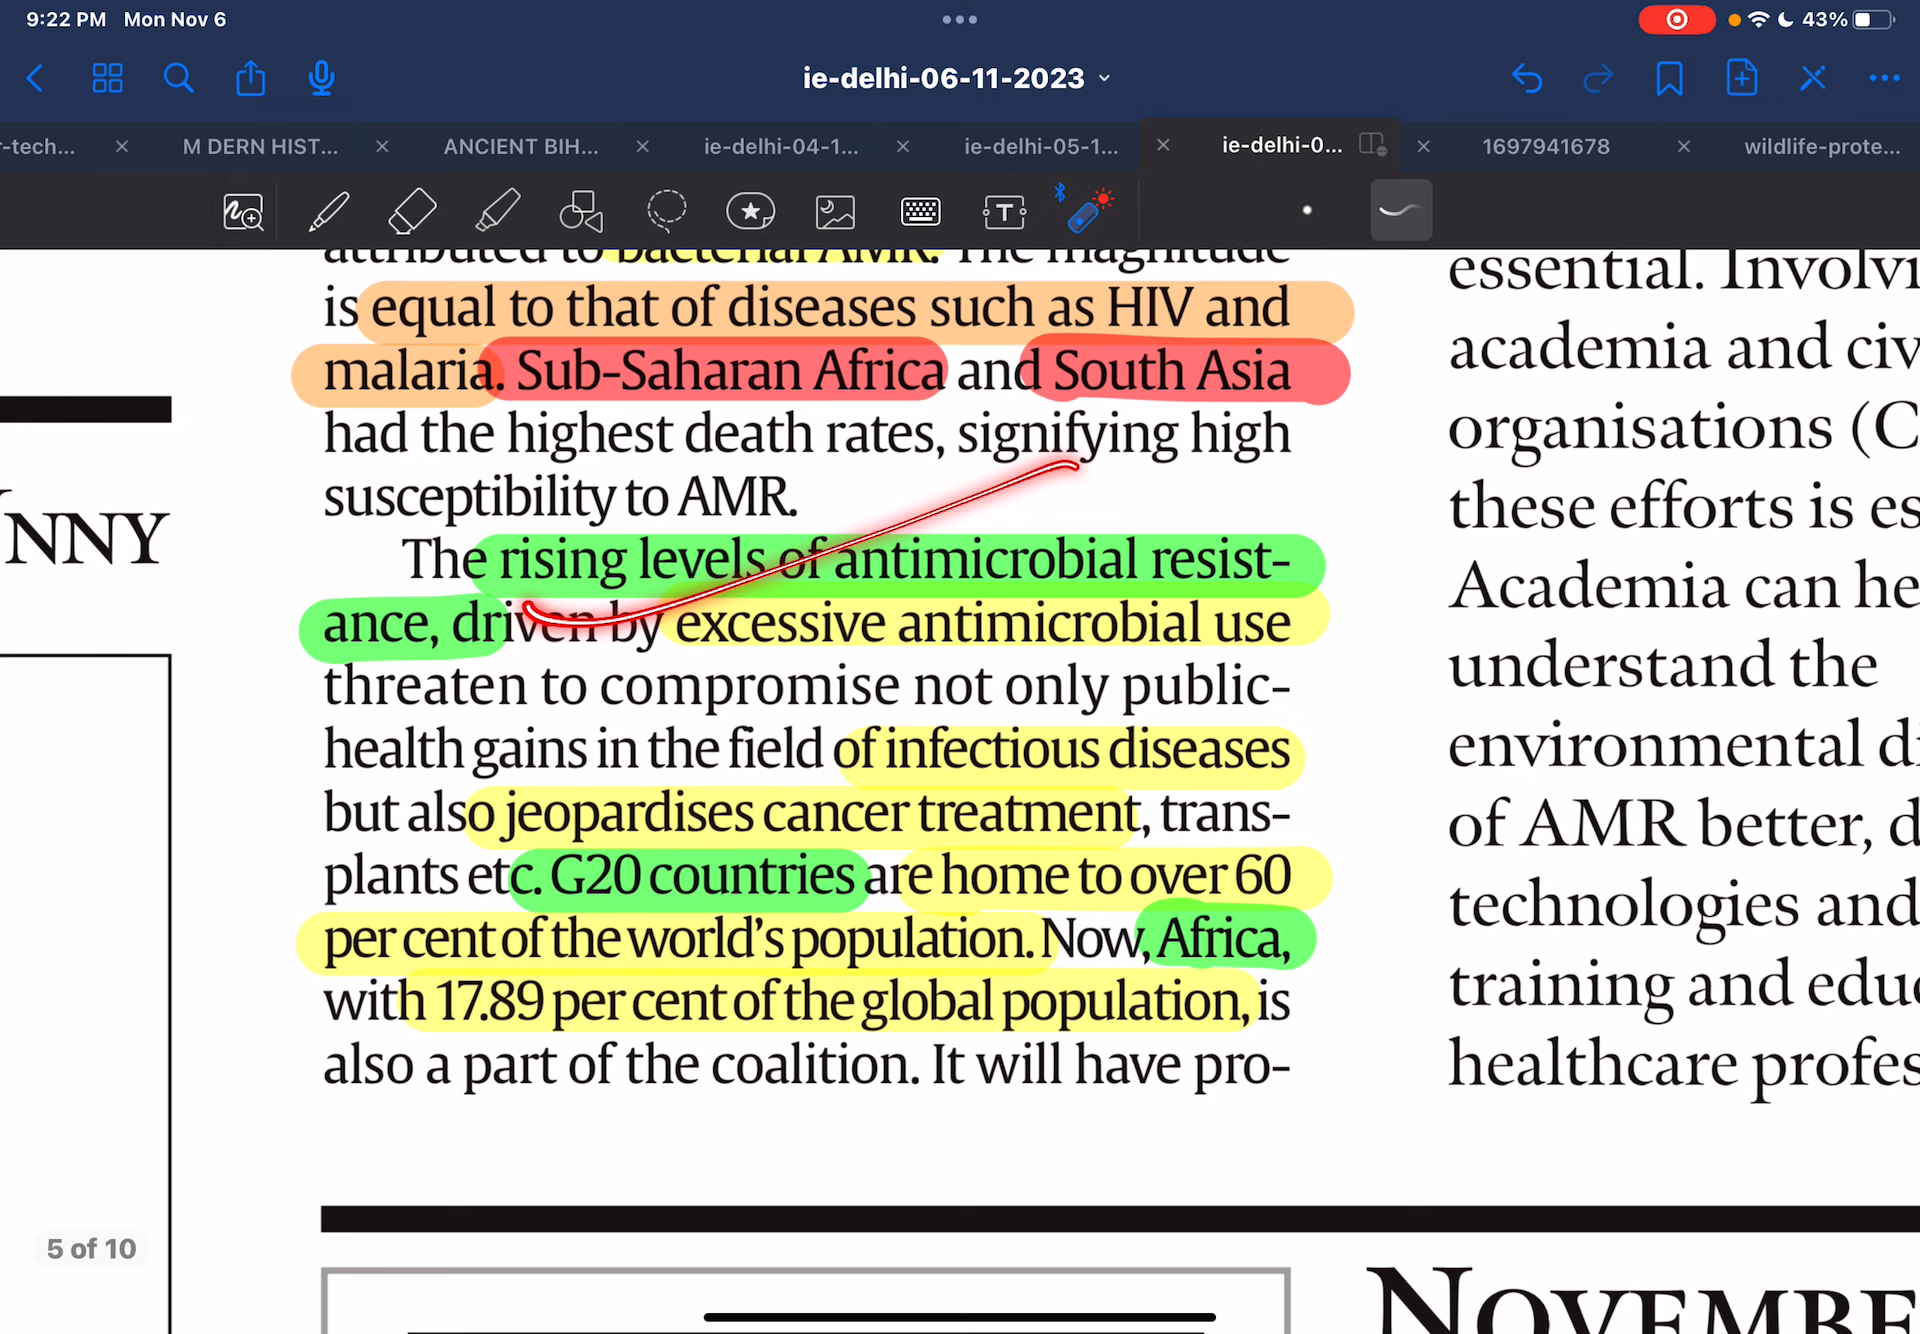 9:22 PM Mon Nov 6
43%
ie-delhi-06-11-2023
-tech...
M DERN HIST...
ANCIENT BIH...
ie-delhi-04-1...
ie-delhi-05-1...
ie-delhi-0...
1697941678
wildlife-prote...
attributed to bacterial AMR. The magnitude
is equal to that of diseases such as HIV and
malaria. Sub-Saharan Africa and South Asia
had the highest death rates, signifying high
susceptibility to AMR.
The rising levels of antimicrobial resist-
ance, driven by excessive antimicrobial use
threaten to compromise not only public-
health gains in the field of infectious diseases
but also jeopardises cancer treatment, trans-
plants etc. G20 countries are home to over 60
per cent of the world's population. Now, Africa,
with 17.89 per cent of the global population, is
also a part of the coalition. It will have pro-
essential. Involvi
academia and civ
organisations (C
these efforts is es
Academia can he
understand the
environmental di
of AMR better, d
technologies and
training and educ
healthcare profes
NNY
5 of 10
NOVEMBE